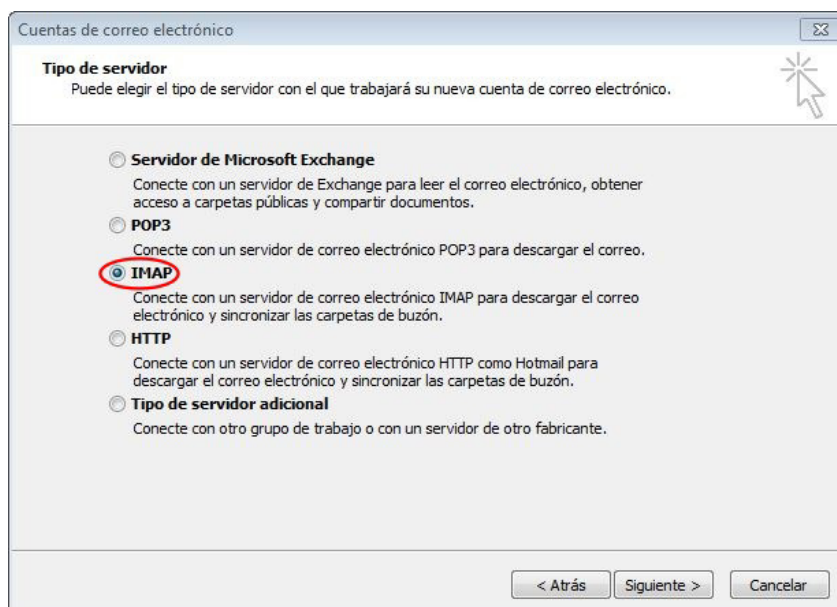 Cuentas de correo electrónico
Tipo de servidor
Puede elegir el tipo de servidor con el que trabajará su nueva cuenta de correo electrónico.
Servidor de Microsoft Exchange
Conecte con un servidor de Exchange para leer el correo electrónico, obtener
acceso a carpetas públicas y compartir documentos.
POP3
Conecte con un servidor de correo electrónico POP3 para descargar el correo.
IMAP
Conecte con un servidor de correo electrónico IMAP para descargar el correo
electrónico y sincronizar las carpetas de buzón.
HTTP
Conecte con un servidor de correo electrónico HTTP como Hotmail para
descargar el correo electrónico y sincronizar las carpetas de buzón.
Tipo de servidor adicional
Conecte con otro grupo de trabajo o con un servidor de otro fabricante.
< Atrás Siguiente > Cancelar